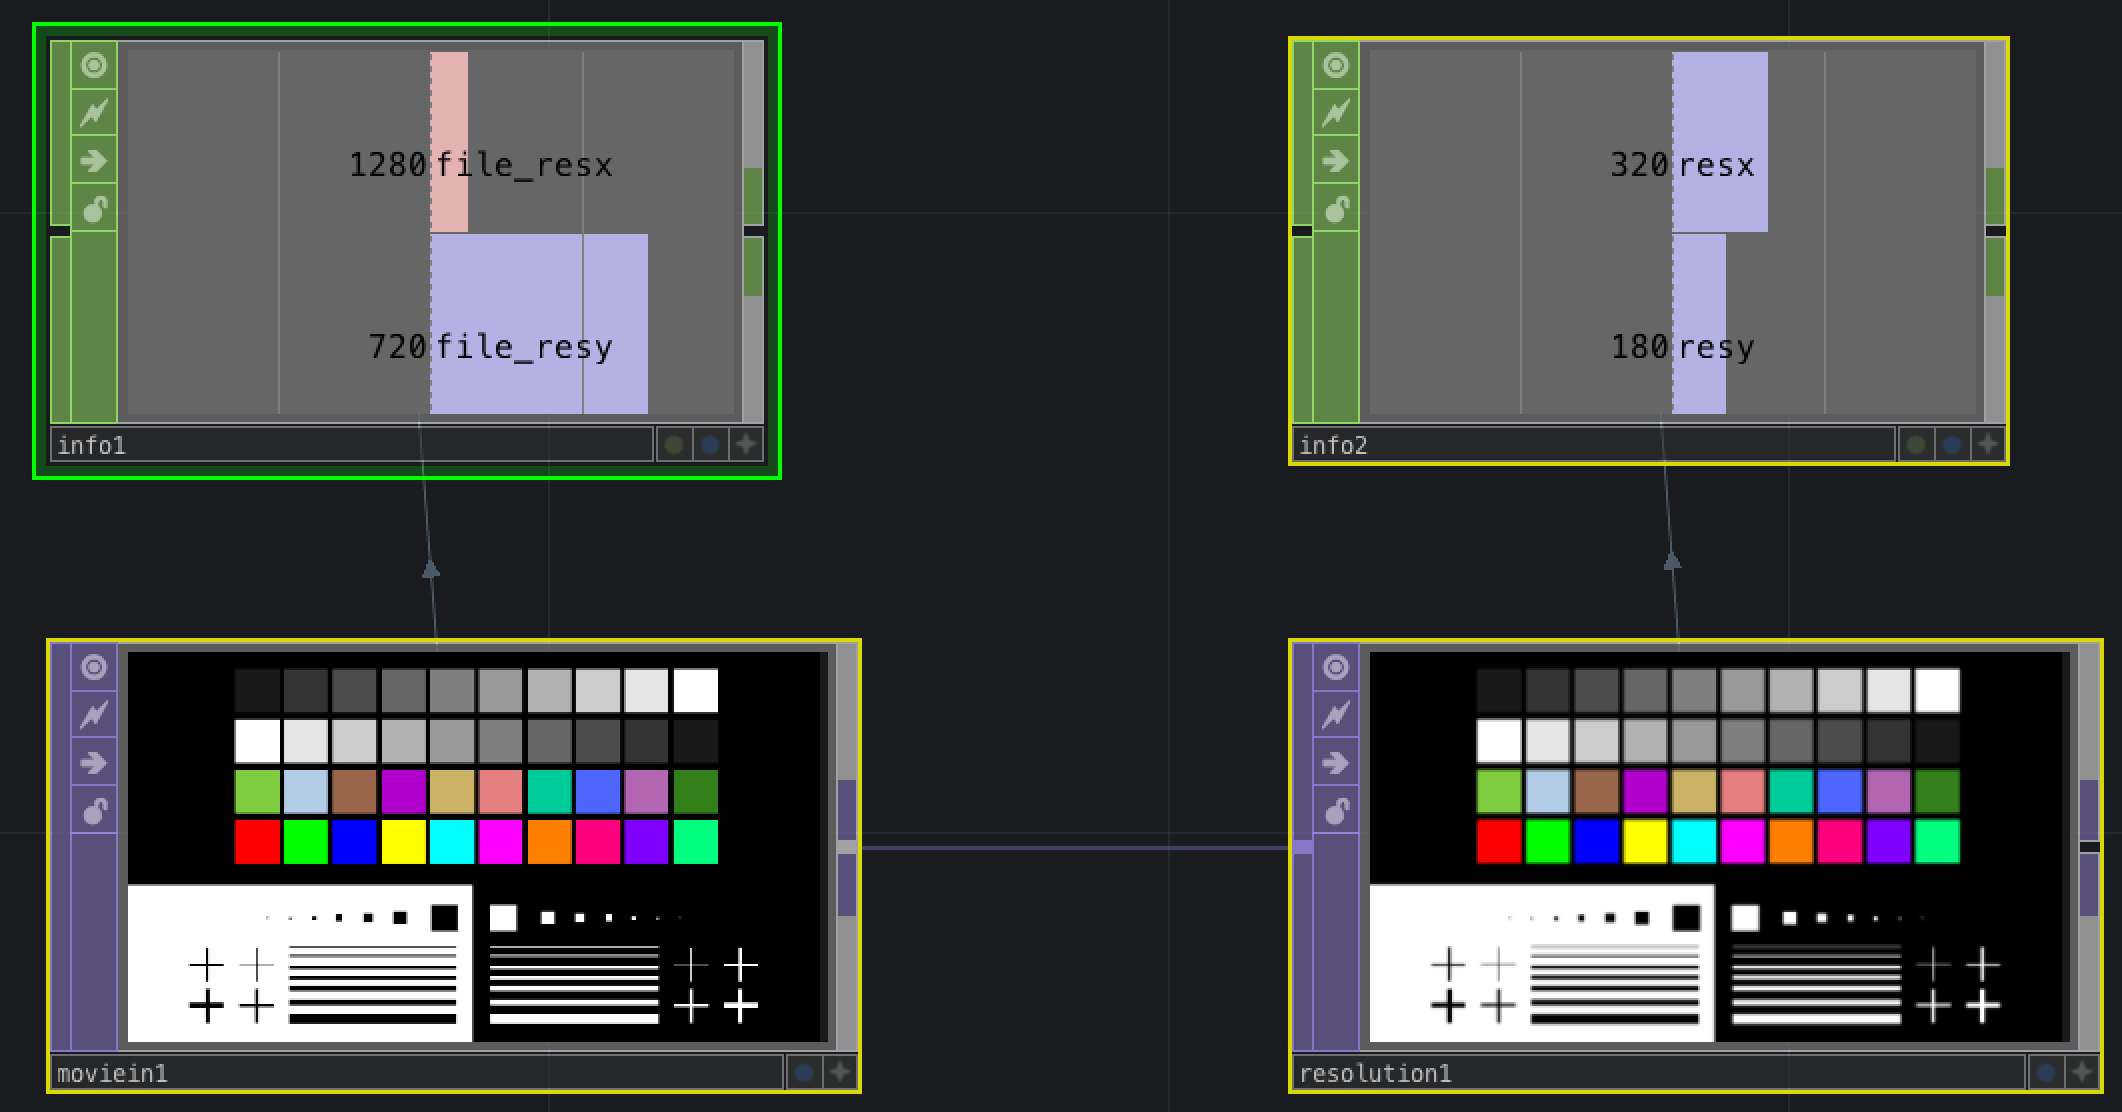 1280 file_resx
720 file_resy
info1
320 resx
180 resy
info2
moviein1
resolution1